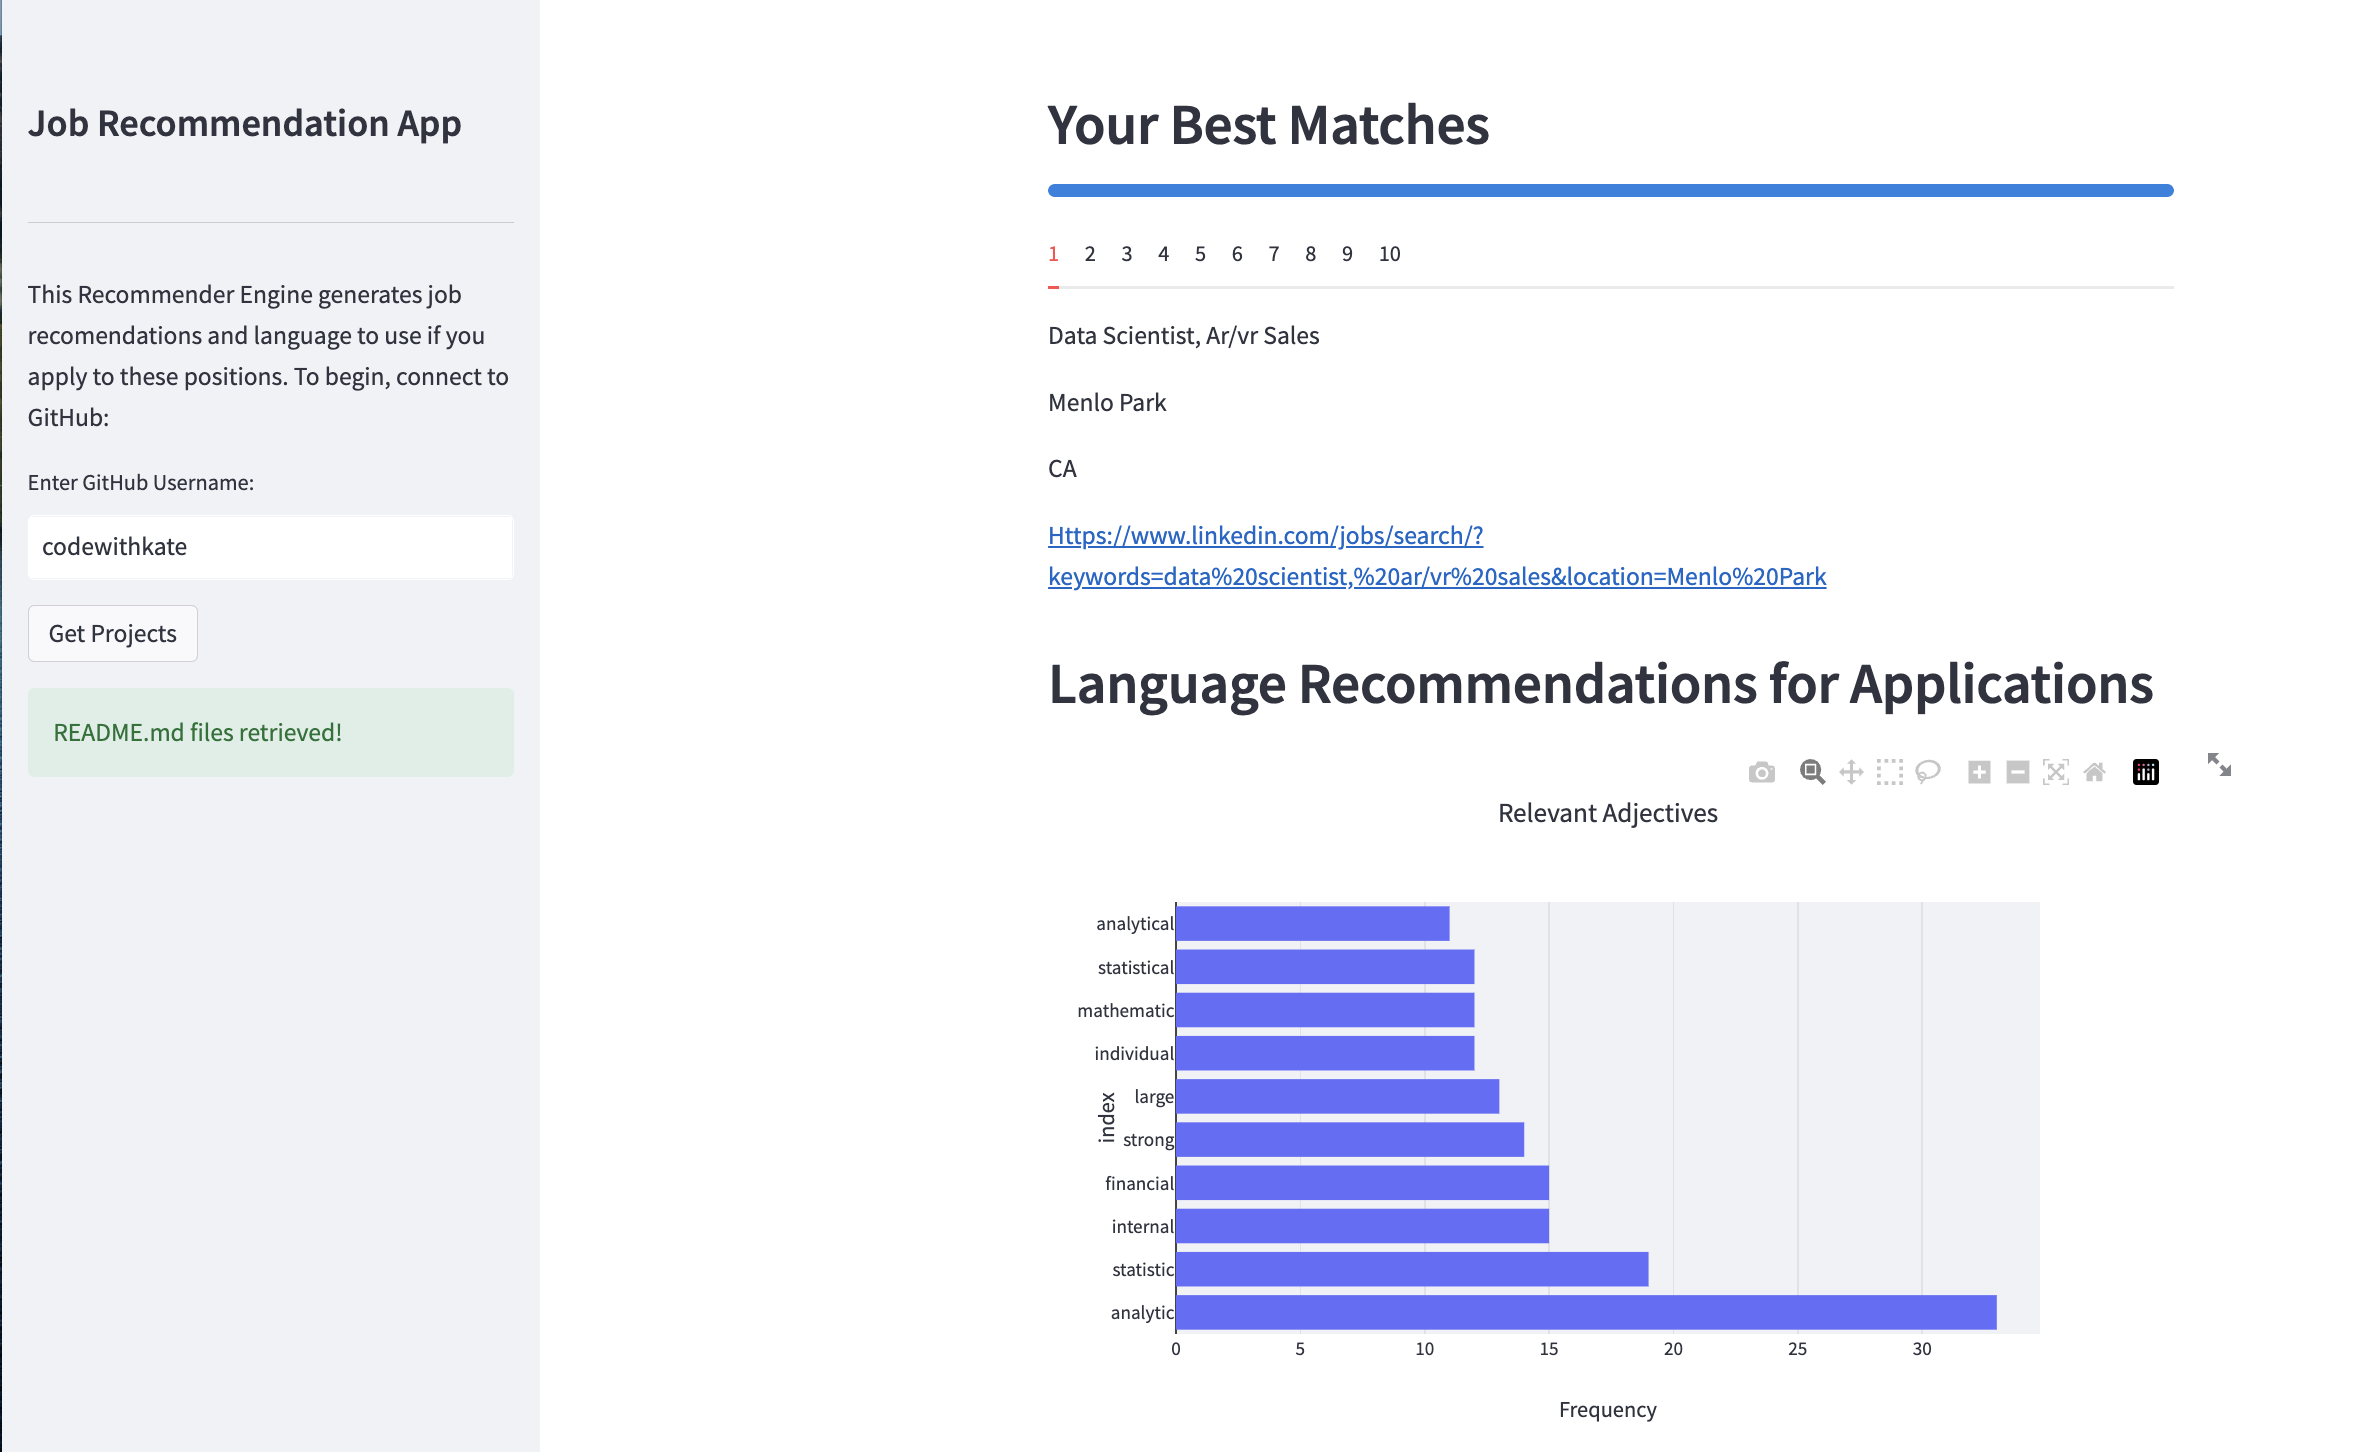 Job Recommendation App
This Recommender Engine generates job
recomendations and language to use if you
apply to these positions. To begin, connect to
GitHub:
Enter GitHub Username:
codewithkate
Get Projects
README.md files retrieved!
Your Best Matches
1 2 3 4 5 6 7 8 9 10
Data Scientist, Ar/vr Sales
Menlo Park
CA
Https://www.linkedin.com/jobs/search/?
keywords=data%20scientist,%20ar/vr%20sales&location=Menlo%20Park
Language Recommendations for Applications
Relevant Adjectives
analytical
statistical
mathematic
individual
large
index
strong
financial
internal
statistic
analytic
0 5 10 15 20 25 30
Frequency